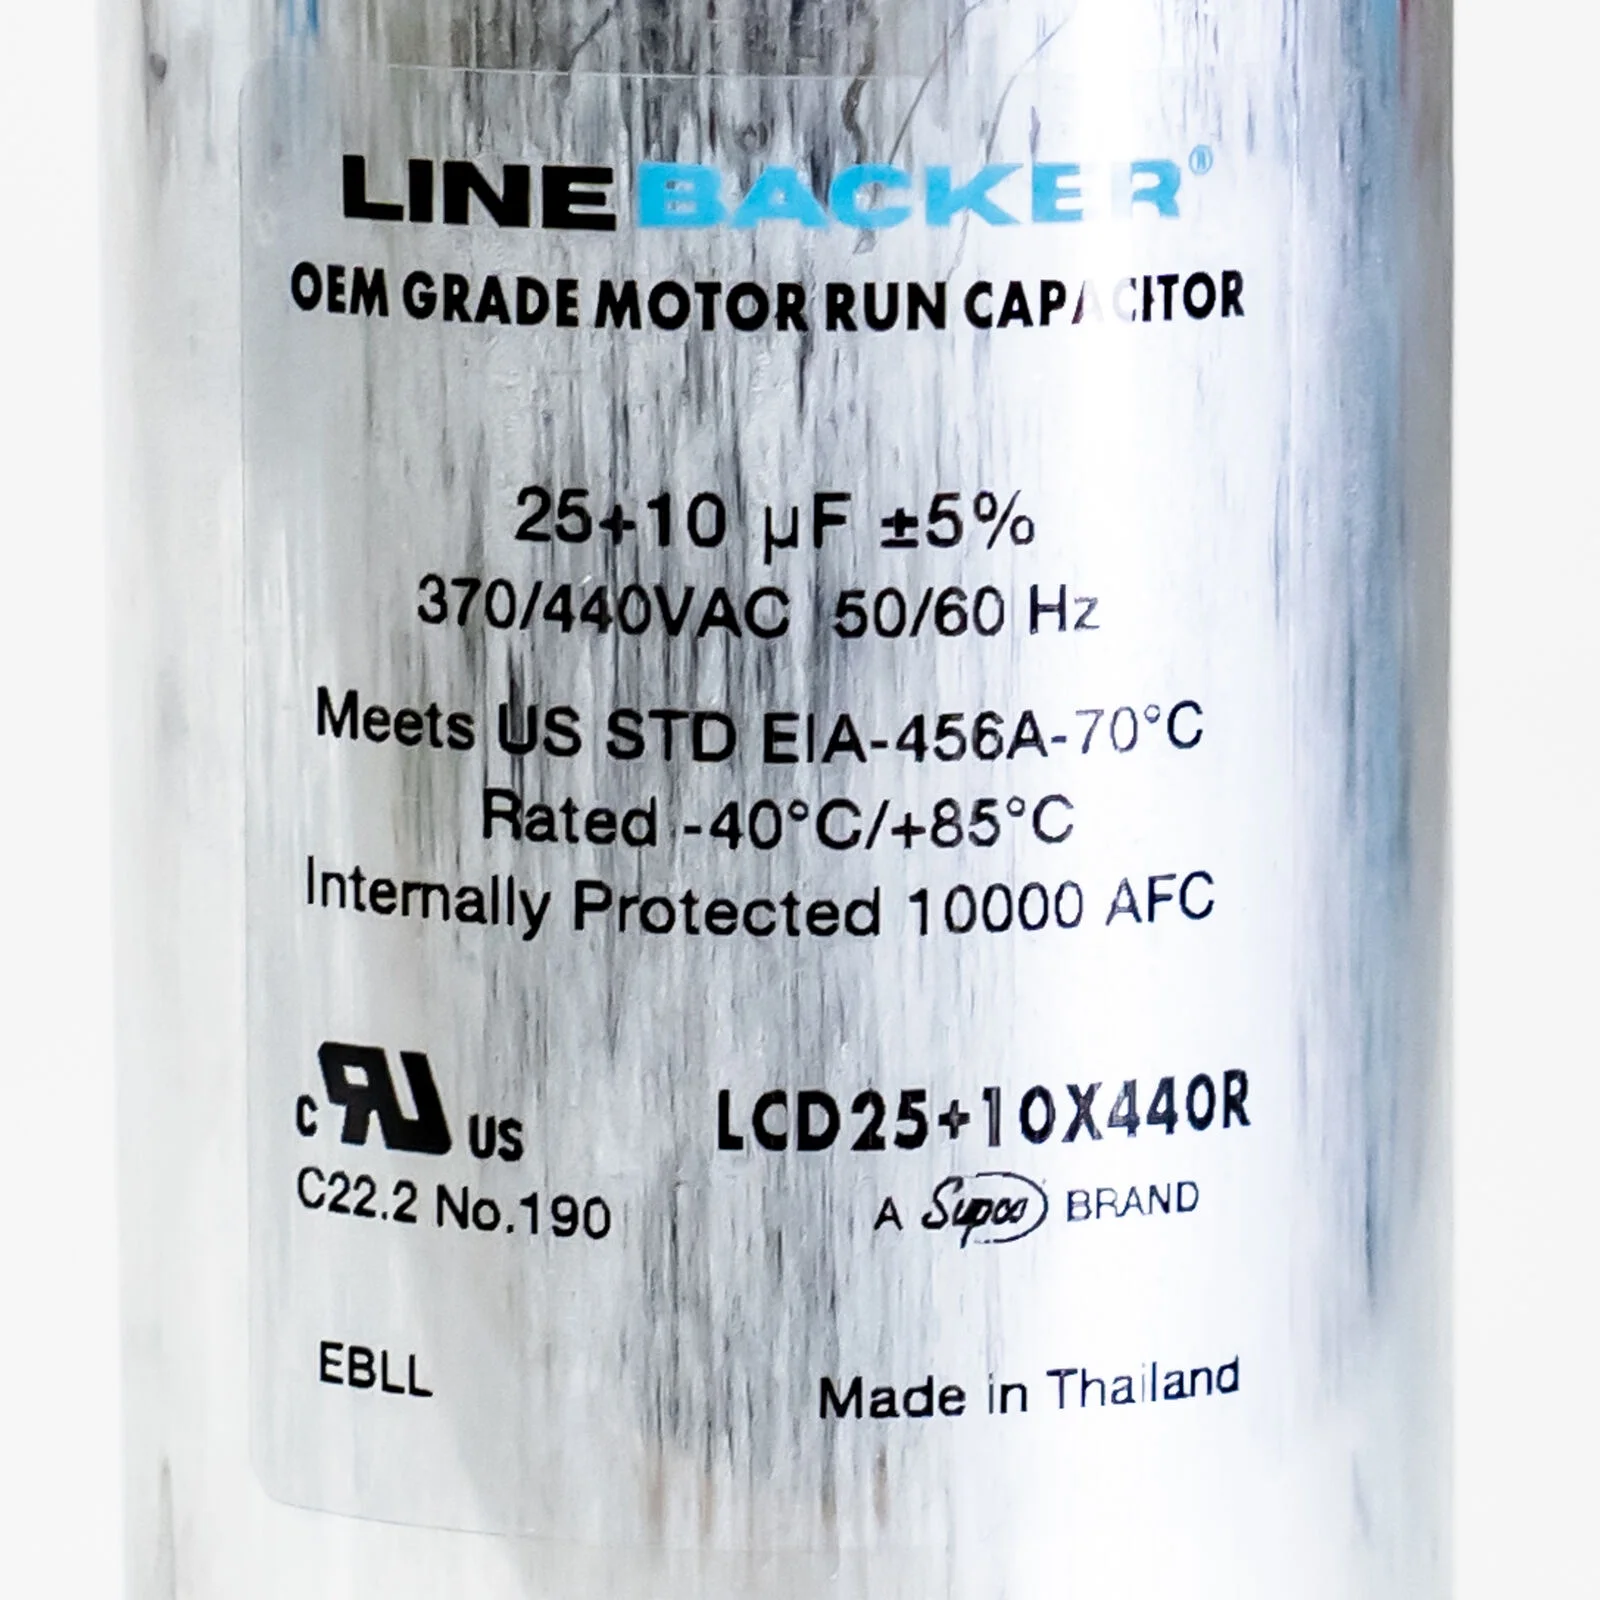 LINEBACKER®
OEM GRADE MOTOR RUN CAPACITOR
25+10 µF ±5%
370/440VAC 50/60 Hz
Meets US STD EIA-456A-70°C
Rated -40°C/+85°C
Internally Protected 10000 AFC
c RU US
LCD25+10X440R
C22.2 No.190
A Supco BRAND
EBLL
Made in Thailand